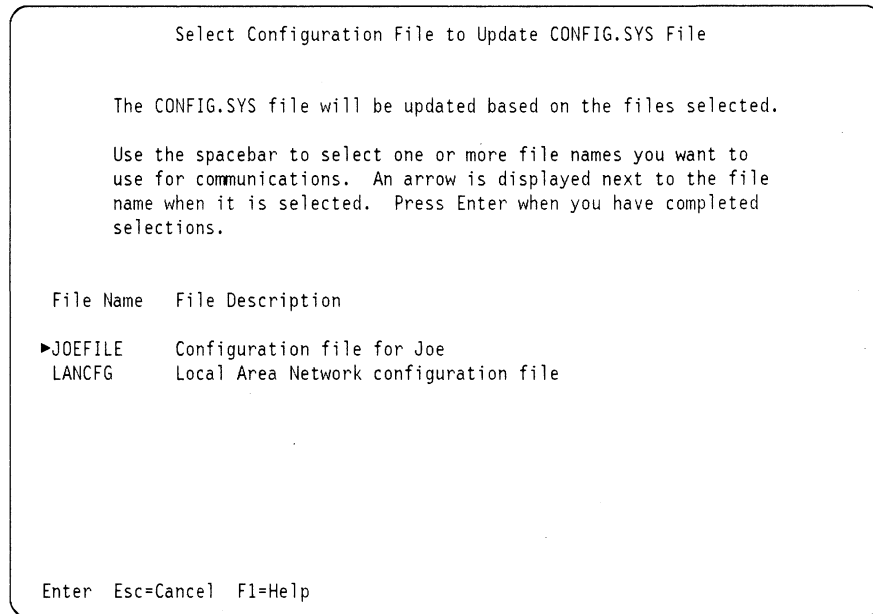 Select Configuration File to Update CONFIG.SYS File
The CONFIG.SYS file will be updated based on the files selected.
Use the spacebar to select one or more file names you want to
use for communications. An arrow is displayed next to the file
name when it is selected. Press Enter when you have completed
selections.
File Name File Description
►JOEFILE Configuration file for Joe
LANCFG Local Area Network configuration file
Enter Esc=Cancel F1=Help